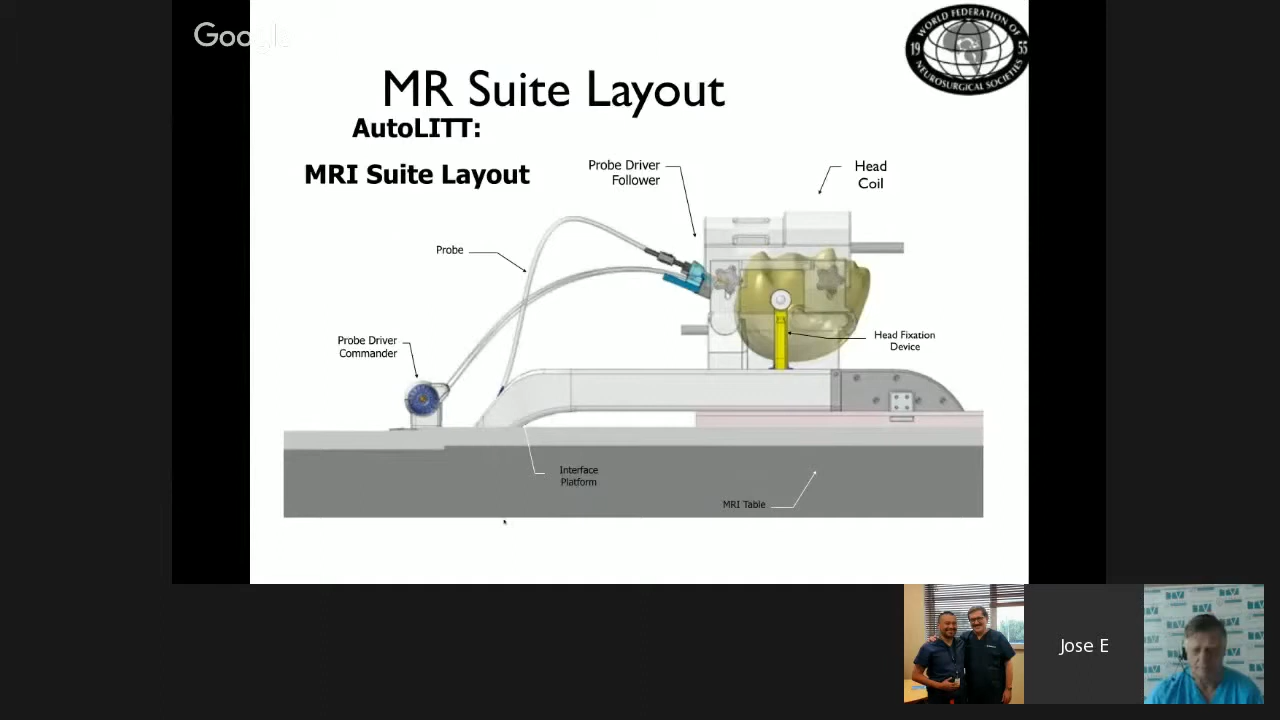 Google
WORLD FEDERATION OF
19 55
NEUROSURGICAL SOCIETIES
MR Suite Layout
AutoLITT:
MRI Suite Layout
Probe Driver
Follower
Head
Coil
Probe
Probe Driver
Commander
Head Fixation
Device
Interface
Platform
MRI Table
Jose E